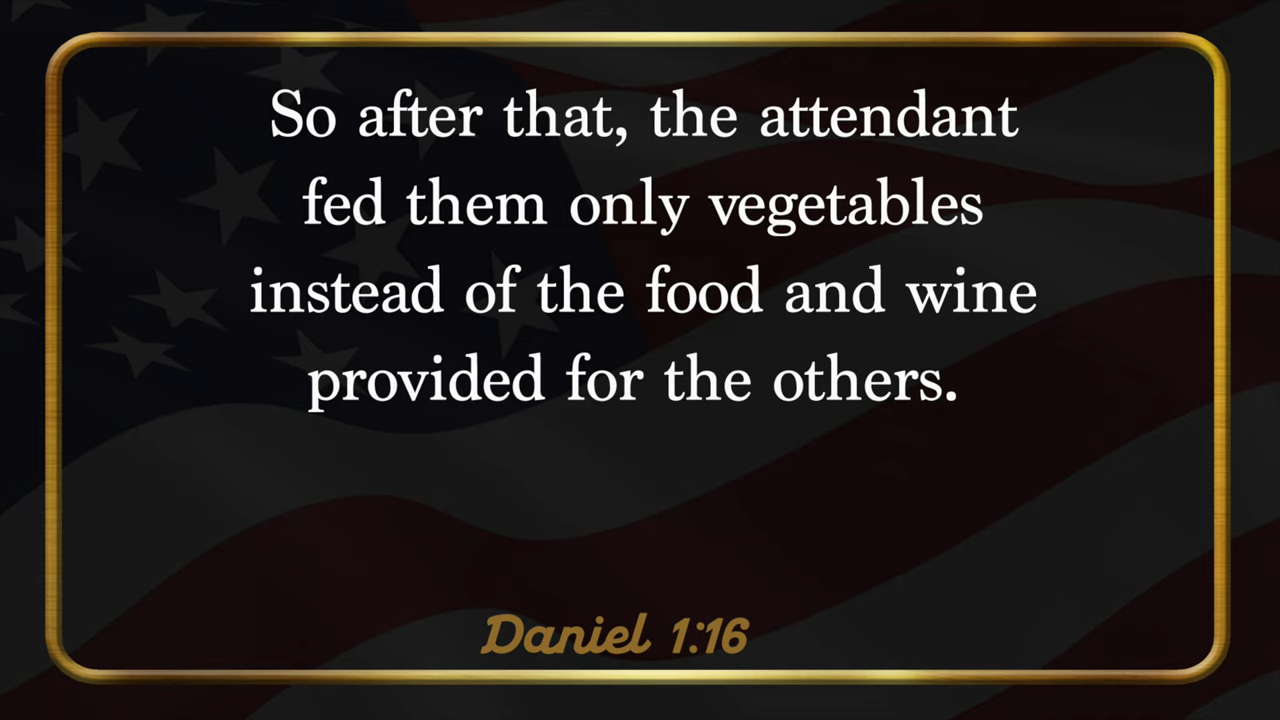 So after that, the attendant
fed them only vegetables
instead of the food and wine
provided for the others.
Daniel 1:16